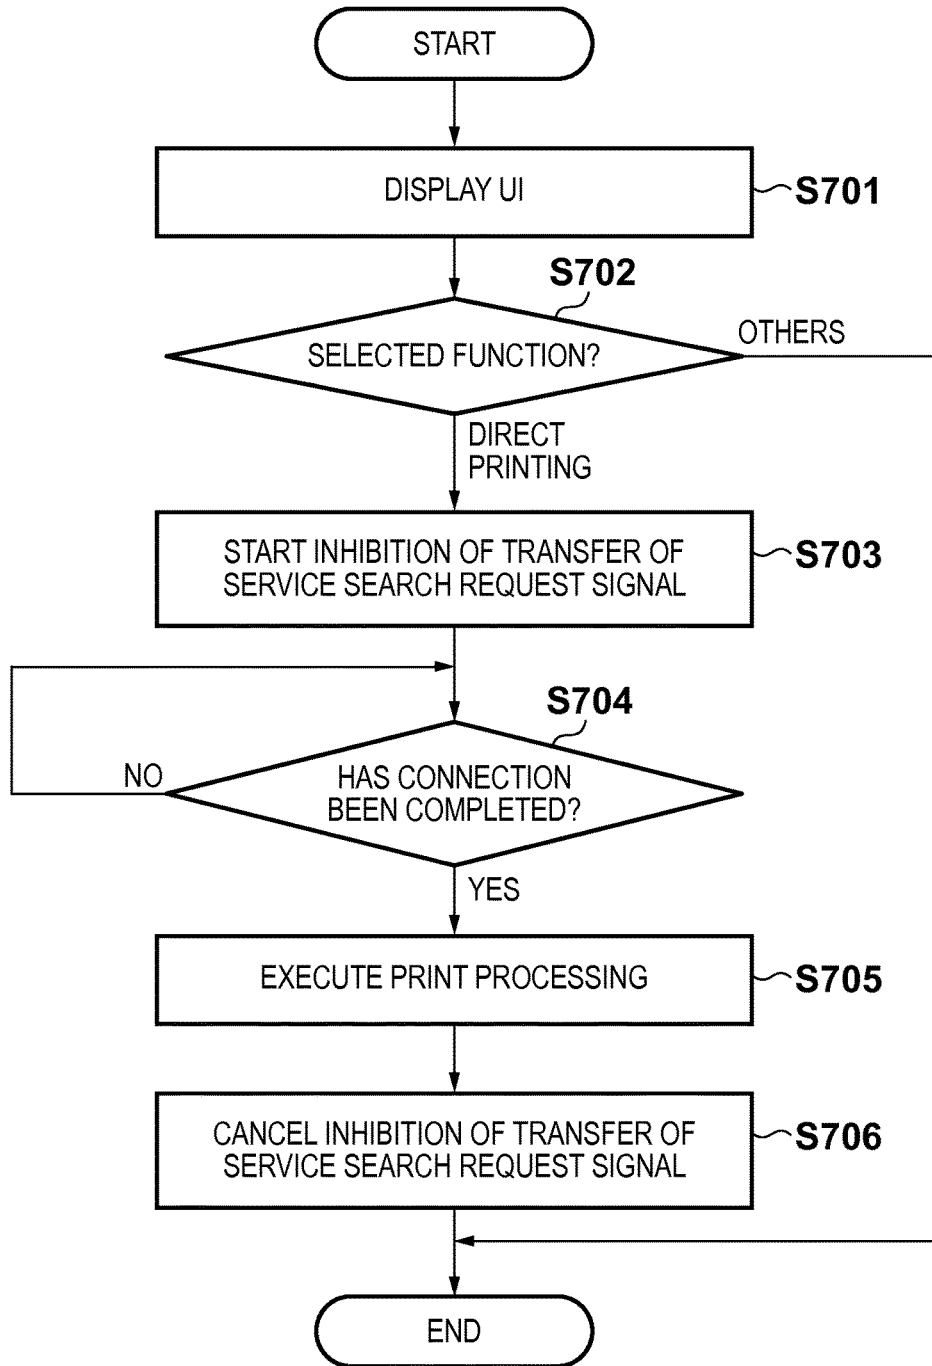 START
DISPLAY UI
S701
S702
SELECTED FUNCTION?
OTHERS
DIRECT
PRINTING
START INHIBITION OF TRANSFER OF
SERVICE SEARCH REQUEST SIGNAL
S703
S704
HAS CONNECTION
BEEN COMPLETED?
NO
YES
EXECUTE PRINT PROCESSING
S705
CANCEL INHIBITION OF TRANSFER OF
SERVICE SEARCH REQUEST SIGNAL
S706
END